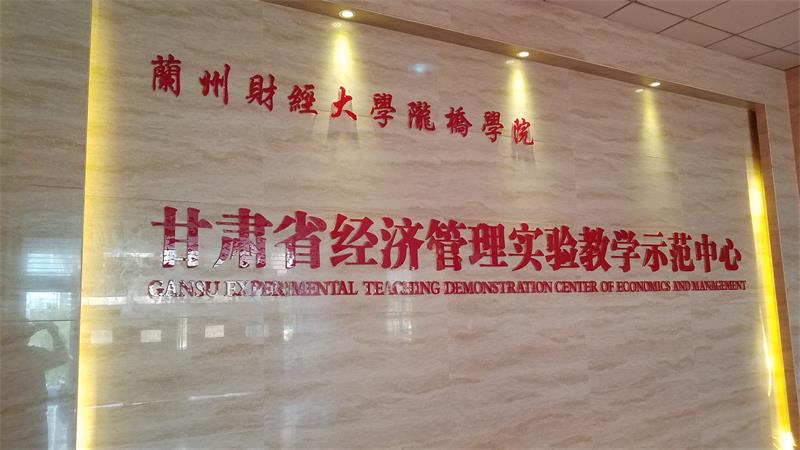 蘭州財經大學隴橋學院
甘肃省经济管理实验教学示范中心
GANSU EXPERIMENTAL TEACHING DEMONSTRATION CENTER OF ECONOMICS AND MANAGEMENT